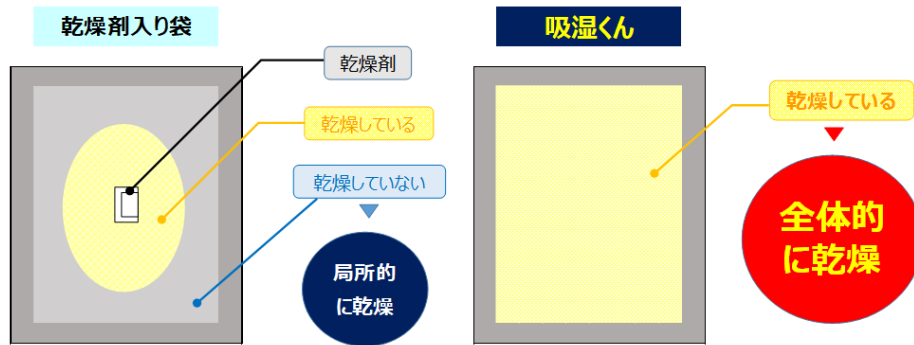 乾燥剤入り袋
乾燥剤
乾燥している
乾燥していない
局所的
に乾燥
吸湿くん
乾燥している
全体的
に乾燥